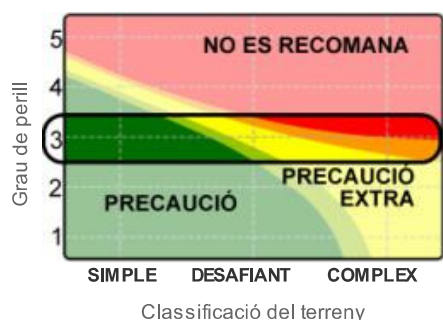 5
NO ES RECOMANA
4
Grau de perill
3
PRECAUCIÓ
EXTRA
2
PRECAUCIÓ
1
SIMPLE DESAFIANT COMPLEX
Classificació del terreny